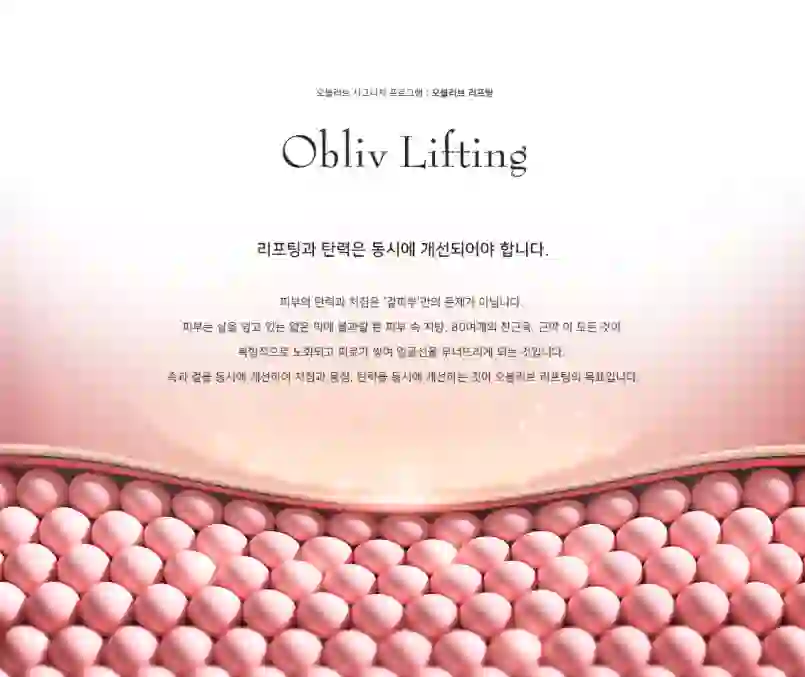 오블리브 시그니처 프로그램 : 오블리브 리프팅
Obliv Lifting
리프팅과 탄력은 동시에 개선되어야 합니다.
피부의 탄력과 처짐은 '겉피부'만의 문제가 아닙니다.
피부는 살을 덮고 있는 얇은 막에 불과할 뿐 피부 속 지방, 80여개의 잔근육, 근막 이 모든 것이
복합적으로 노화되고 피로가 쌓여 얼굴선을 무너뜨리게 되는 것입니다.
속과 겉을 동시에 개선하여 처짐과 윤곽, 탄력을 동시에 개선하는 것이 오블리브 리프팅의 목표입니다.